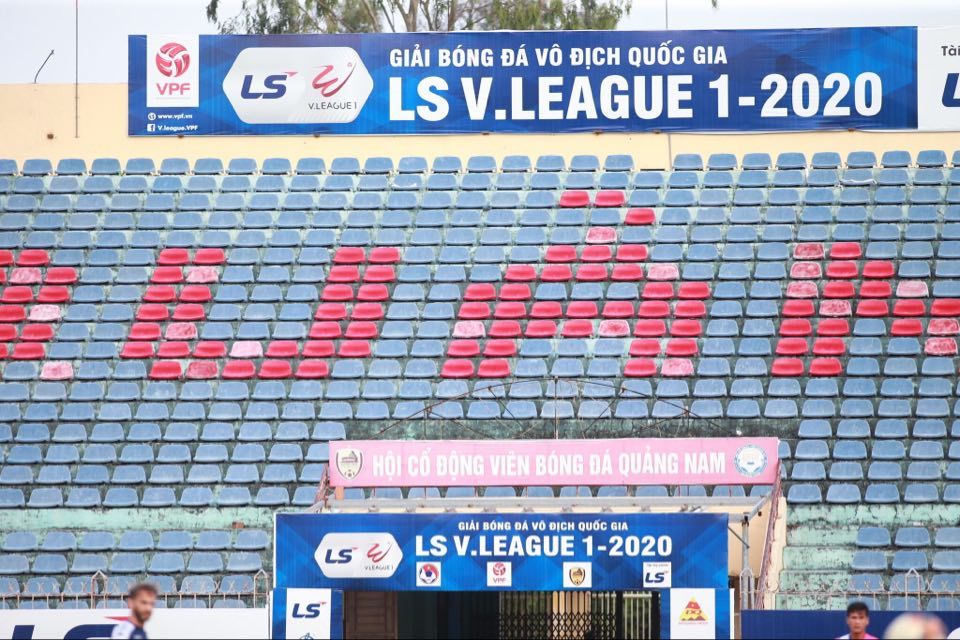 VPF
www.vpf.vn
V.league.VPF
LS
V.LEAGUE 1
GIẢI BÓNG ĐÁ VÔ ĐỊCH QUỐC GIA
LS V.LEAGUE 1-2020
Tài
HỘI CỔ ĐỘNG VIÊN BÓNG ĐÁ QUẢNG NAM
GIẢI BÓNG ĐÁ VÔ ĐỊCH QUỐC GIA
LS
V.LEAGUE 1
LS V.LEAGUE 1-2020
VPF
LS
LS